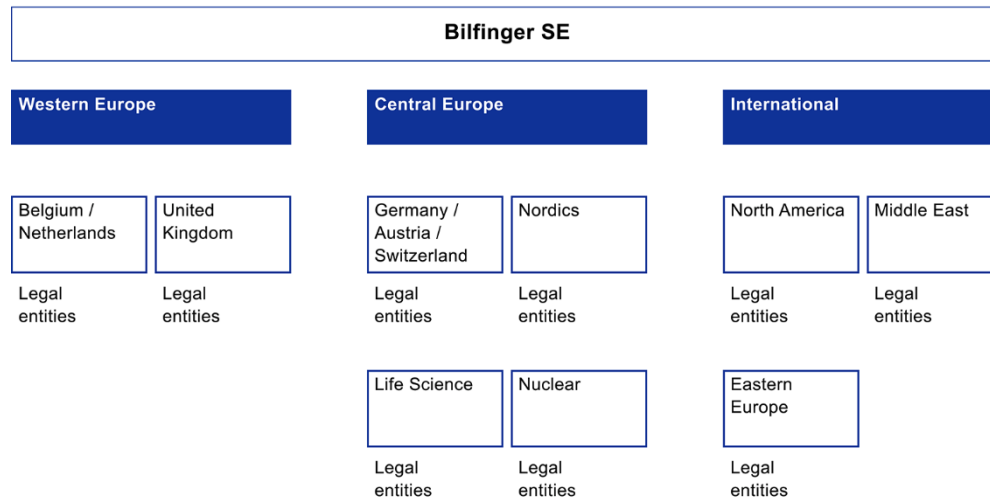 Bilfinger SE
Western Europe
Central Europe
International
Belgium /
Netherlands
United
Kingdom
Germany /
Austria /
Switzerland
Nordics
North America
Middle East
Legal
entities
Legal
entities
Legal
entities
Legal
entities
Legal
entities
Legal
entities
Life Science
Nuclear
Eastern
Europe
Legal
entities
Legal
entities
Legal
entities